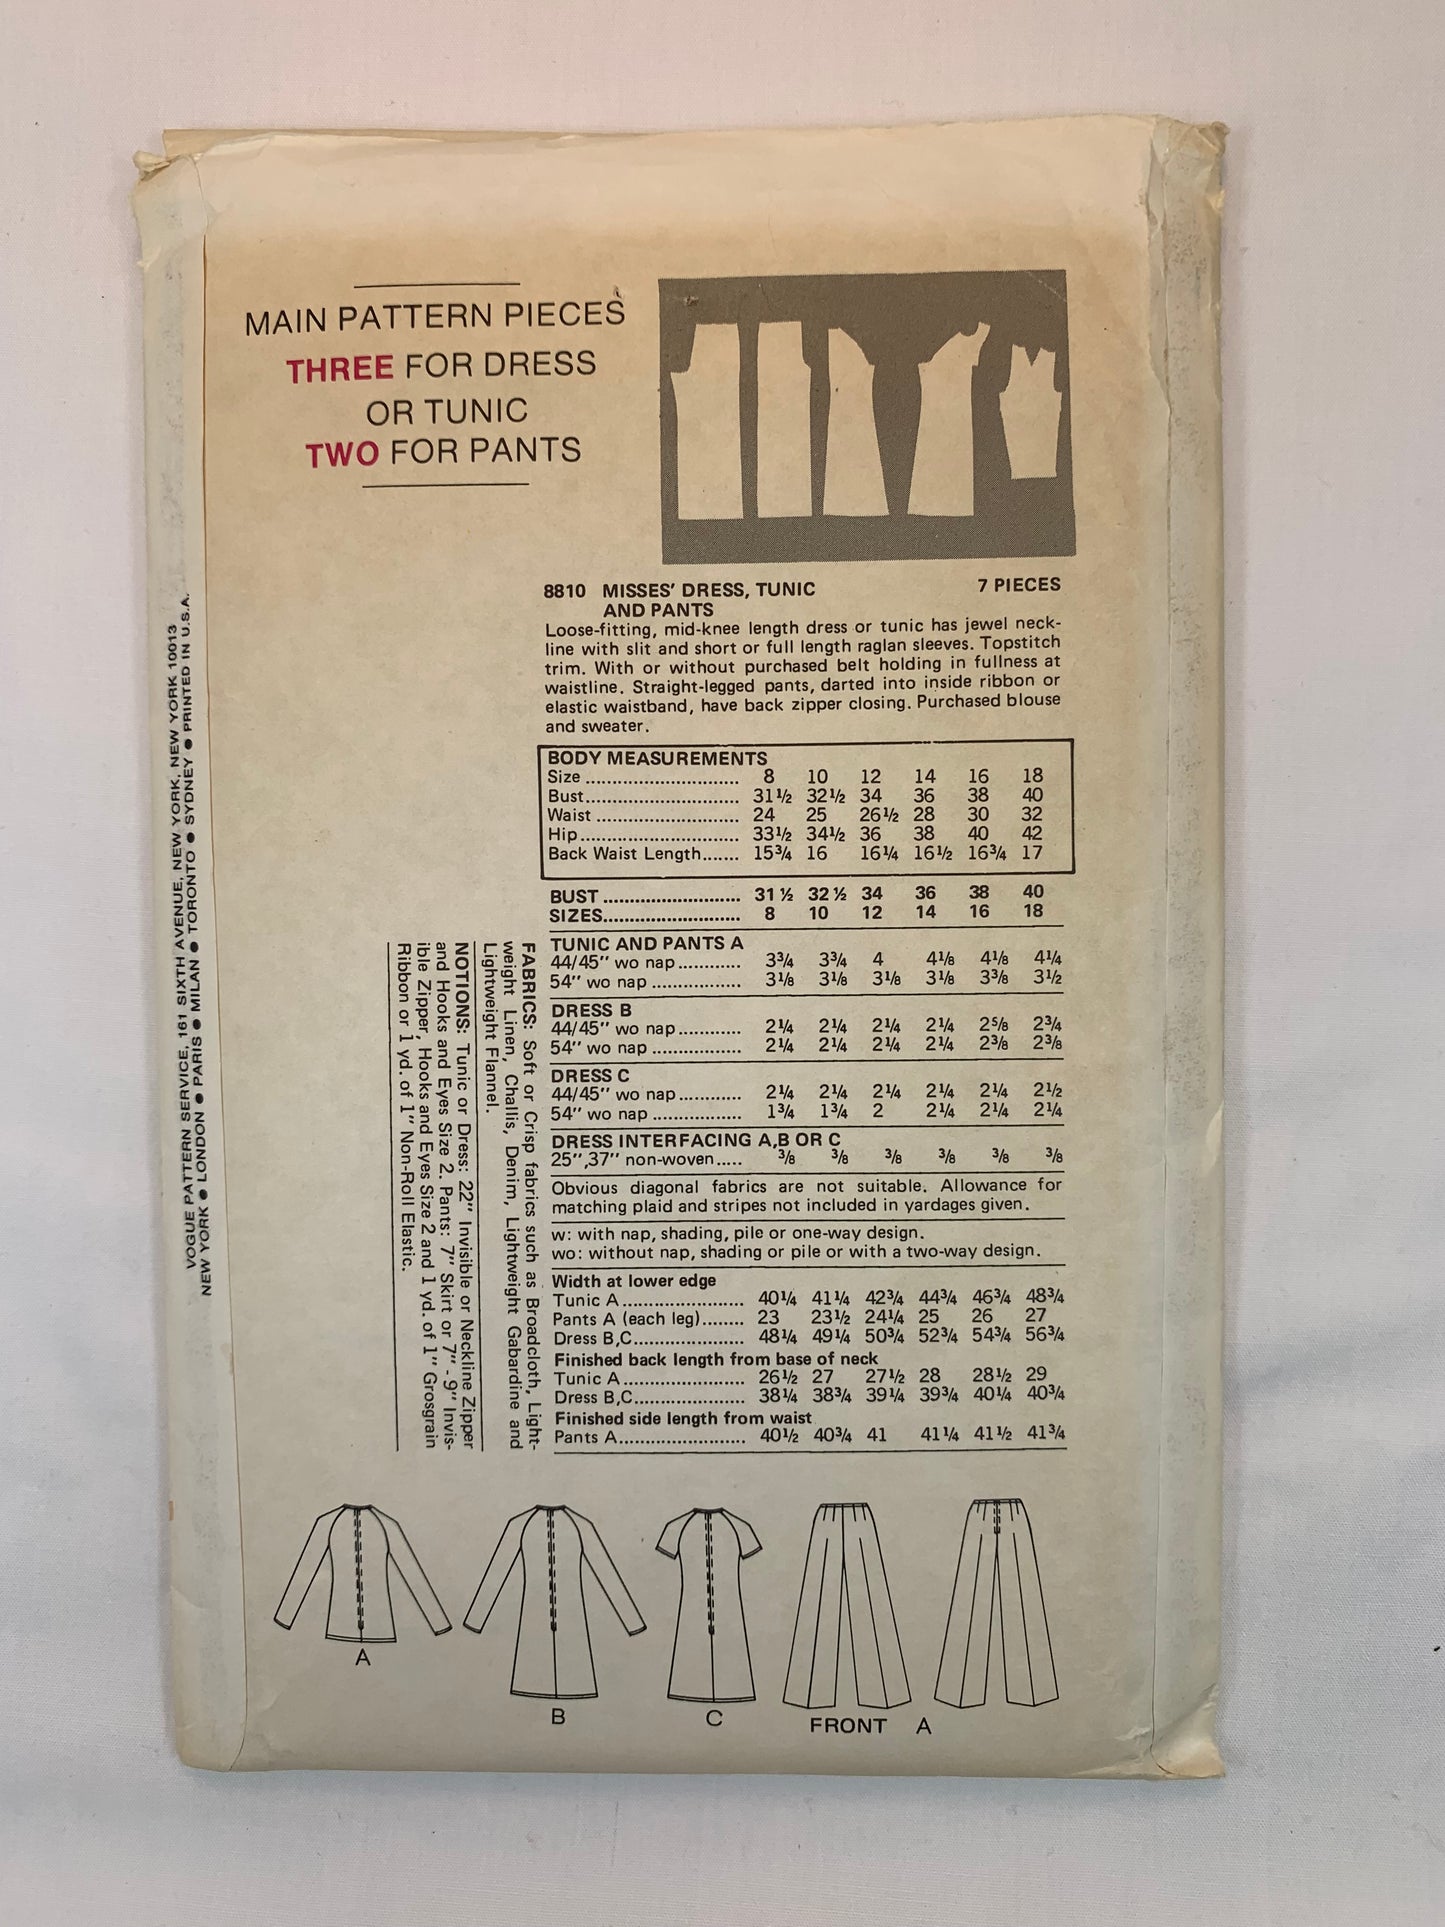 MAIN PATTERN PIECES
THREE FOR DRESS
OR TUNIC
TWO FOR PANTS
8810 MISSES' DRESS, TUNIC 7 PIECES
AND PANTS
Loose-fitting, mid-knee length dress or tunic has jewel neck-
line with slit and short or full length raglan sleeves. Topstitch
trim. With or without purchased belt holding in fullness at
waistline. Straight-legged pants, darted into inside ribbon or
elastic waistband, have back zipper closing. Purchased blouse
and sweater.
BODY MEASUREMENTS
Size .............................. 8 10 12 14 16 18
Bust.............................. 31½ 32½ 34 36 38 40
Waist ............................ 24 25 26½ 28 30 32
Hip............................... 33½ 34½ 36 38 40 42
Back Waist Length....... 15¾ 16 16¼ 16½ 16¾ 17
BUST ........................... 31 ½ 32 ½ 34 36 38 40
SIZES........................... 8 10 12 14 16 18
TUNIC AND PANTS A
44/45" wo nap............ 3¾ 3¾ 4 4⅛ 4⅛ 4¼
54" wo nap ................. 3⅛ 3⅛ 3⅛ 3⅛ 3⅜ 3½
DRESS B
44/45" wo nap............ 2¼ 2¼ 2¼ 2¼ 2⅝ 2¾
54" wo nap ................. 2¼ 2¼ 2¼ 2¼ 2⅜ 2⅜
DRESS C
44/45" wo nap............ 2¼ 2¼ 2¼ 2¼ 2¼ 2½
54" wo nap ................. 1¾ 1¾ 2 2¼ 2¼ 2¼
DRESS INTERFACING A,B OR C
25",37" non-woven..... ⅜ ⅜ ⅜ ⅜ ⅜ ⅜
Obvious diagonal fabrics are not suitable. Allowance for
matching plaid and stripes not included in yardages given.
w: with nap, shading, pile or one-way design.
wo: without nap, shading or pile or with a two-way design.
Width at lower edge
Tunic A....................... 40¼ 41¼ 42¾ 44¾ 46¾ 48¾
Pants A (each leg)........ 23 23½ 24¼ 25 26 27
Dress B,C..................... 48¼ 49¼ 50¾ 52¾ 54¾ 56¾
Finished back length from base of neck
Tunic A....................... 26½ 27 27½ 28 28½ 29
Dress B,C..................... 38¼ 38¾ 39¼ 39¾ 40¼ 40¾
Finished side length from waist
Pants A........................ 40½ 40¾ 41 41¼ 41½ 41¾
FABRICS: Soft or Crisp fabrics such as Broadcloth, Light-
weight Linen, Challis, Denim, Lightweight Gabardine and
Lightweight Flannel.
NOTIONS: Tunic or Dress: 22" Invisible or Neckline Zipper
and Hooks and Eyes Size 2. Pants: 7" Skirt or 7" - 9" Invis-
ible Zipper, Hooks and Eyes Size 2 and 1 yd. of 1" Grosgrain
Ribbon or 1 yd. of 1" Non-Roll Elastic.
VOGUE PATTERN SERVICE, 161 SIXTH AVENUE, NEW YORK, NEW YORK 10013
NEW YORK ● LONDON ● PARIS ● MILAN ● TORONTO ● SYDNEY ● PRINTED IN U.S.A.
A
B
C
FRONT A